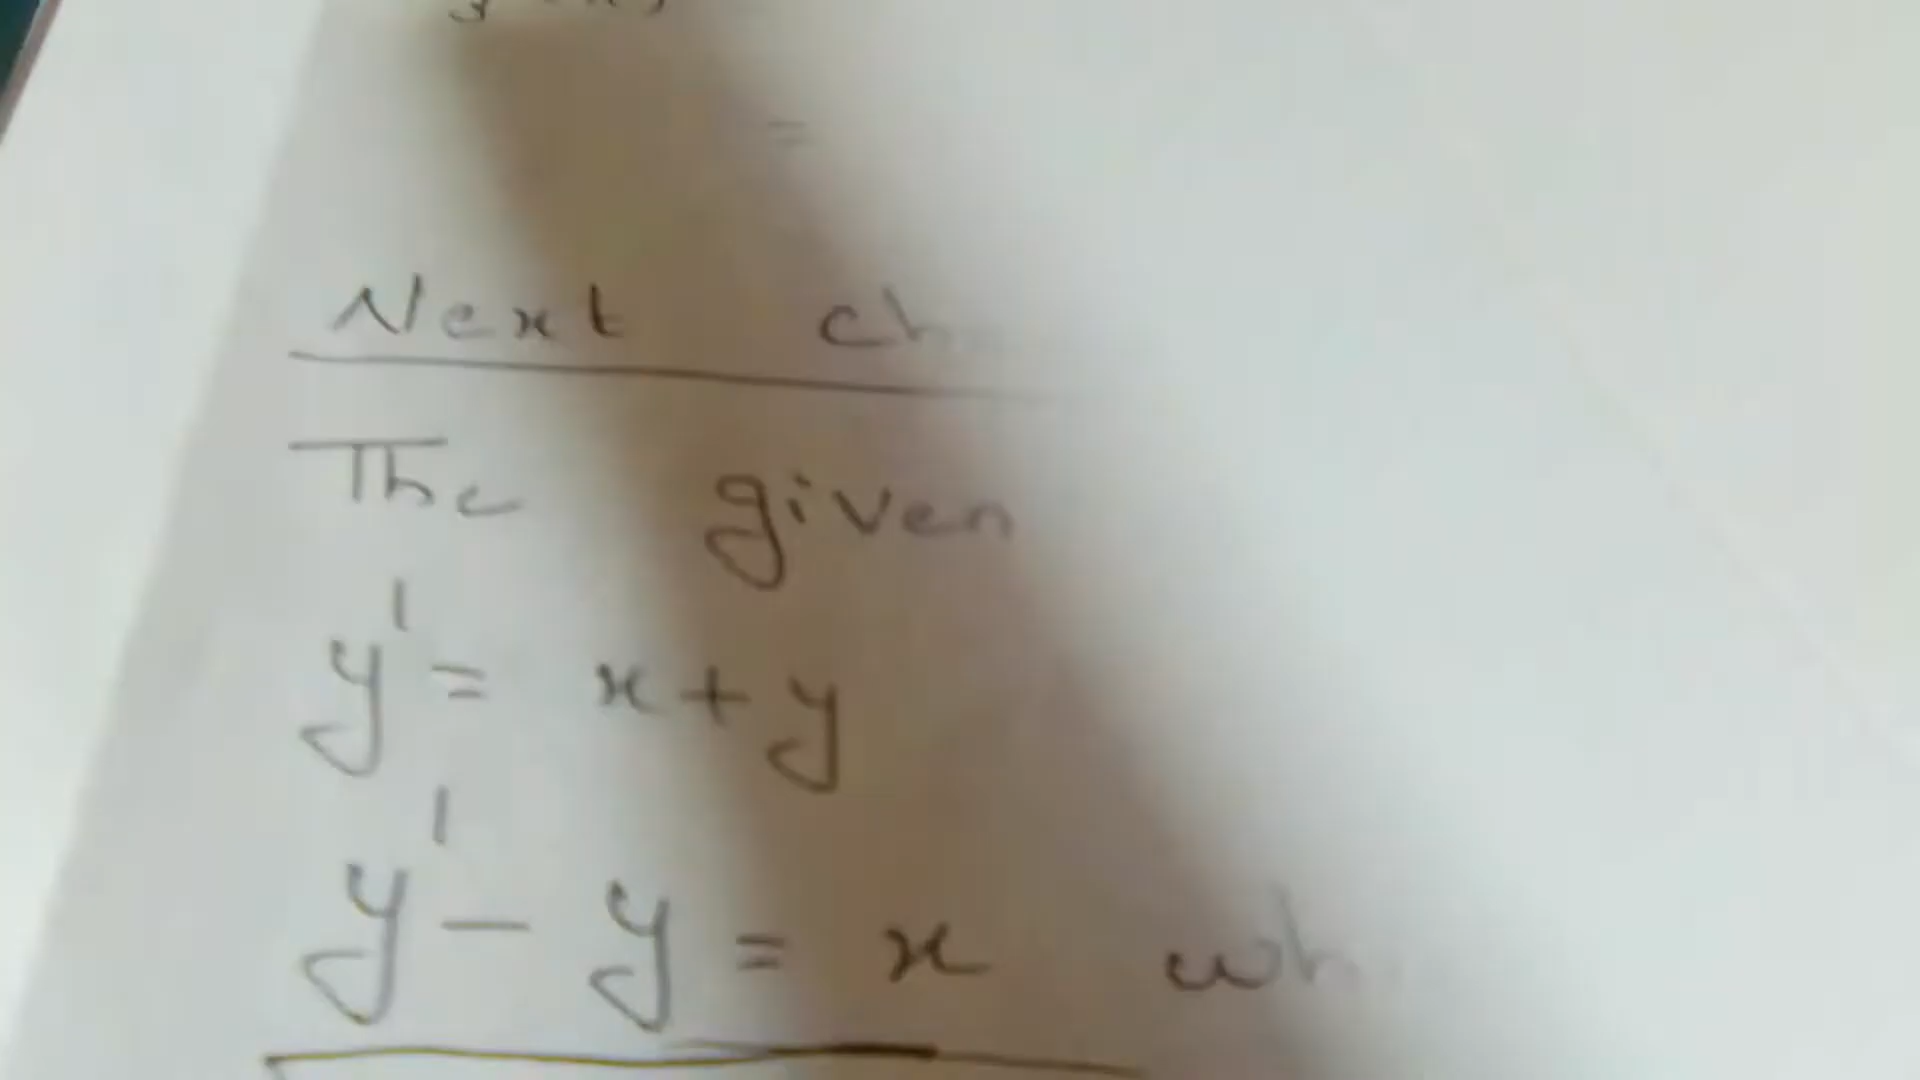 =
Next
The given
y' = x + y
y' - y = x